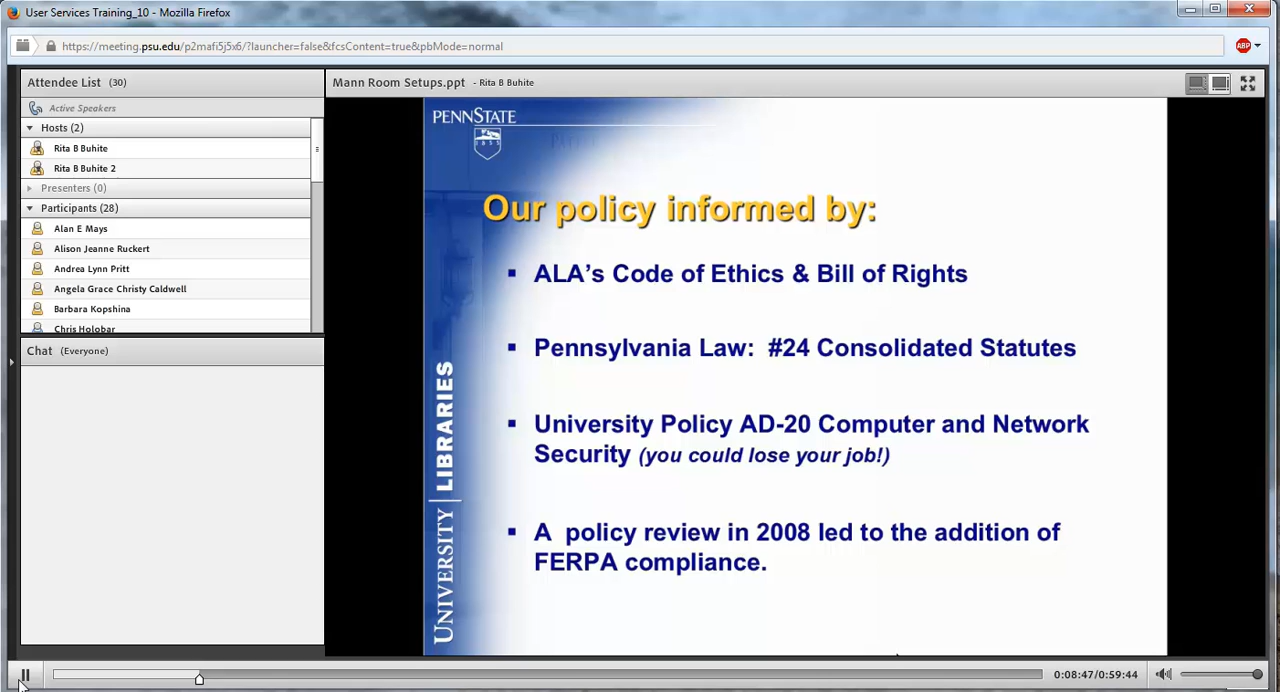 User Services Training_10 - Mozilla Firefox
https://meeting.psu.edu/p2mafi5j5x6/?launcher=false&fcsContent=true&pbMode=normal
ABP
Attendee List (30)
Active Speakers
Hosts (2)
Rita B Buhite
Rita B Buhite 2
Presenters (0)
Participants (28)
Alan E Mays
Alison Jeanne Ruckert
Andrea Lynn Pritt
Angela Grace Christy Caldwell
Barbara Kopshina
Chris Holobar
Chat (Everyone)
Mann Room Setups.ppt - Rita B Buhite
PENNSTATE
1855
UNIVERSITY LIBRARIES
Our policy informed by:
▪ ALA’s Code of Ethics & Bill of Rights
▪ Pennsylvania Law: #24 Consolidated Statutes
▪ University Policy AD-20 Computer and Network
Security (you could lose your job!)
▪ A policy review in 2008 led to the addition of
FERPA compliance.
0:08:47/0:59:44